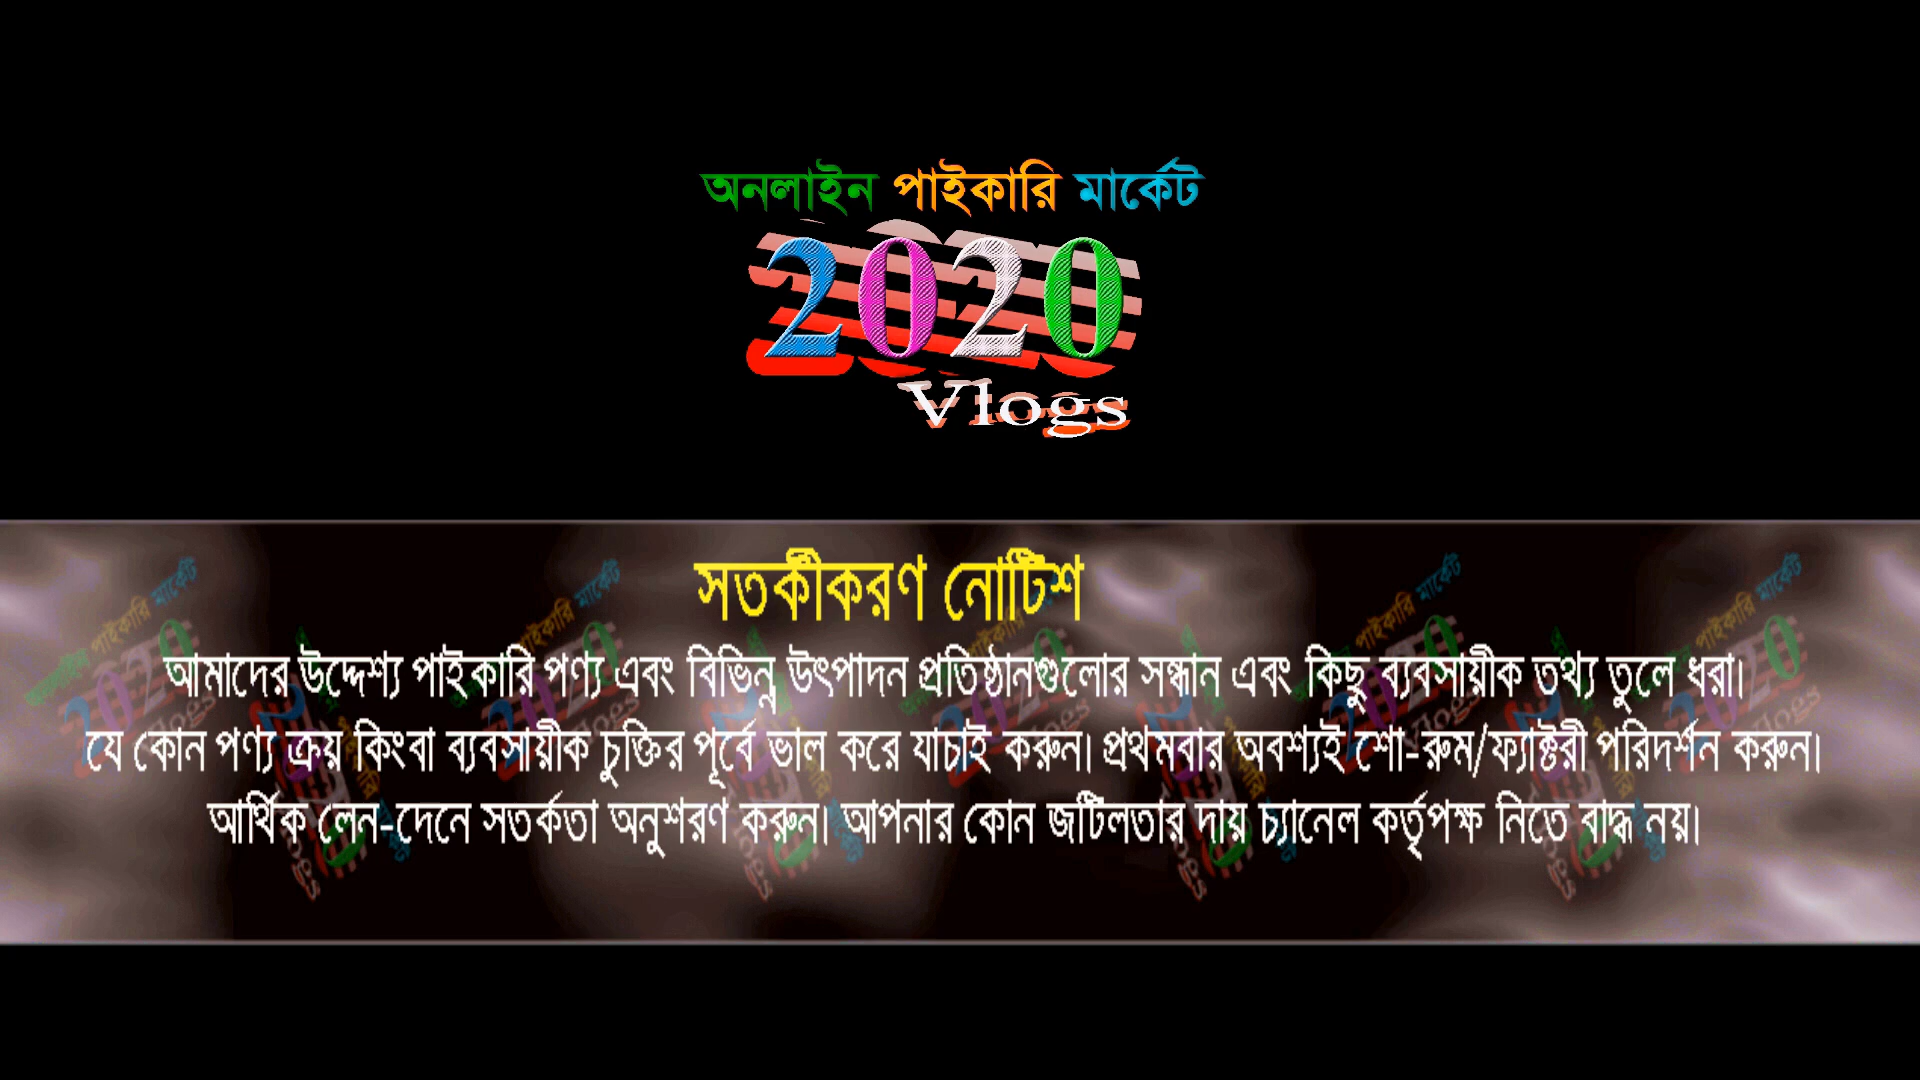 অনলাইন পাইকারি মার্কেট
2020
Vlogs
সতর্কীকরণ নোটিশ
আমাদের উদ্দেশ্য পাইকারি পণ্য এবং বিভিন্ন উৎপাদন প্রতিষ্ঠানগুলোর সন্ধান এবং কিছু ব্যবসায়ীক তথ্য তুলে ধরা।
যে কোন পণ্য ক্রয় কিংবা ব্যবসায়ীক চুক্তির পূর্বে ভাল করে যাচাই করুন। প্রথমবার অবশ্যই শো-রুম/ফ্যাক্টরী পরিদর্শন করুন।
আর্থিক লেন-দেনে সতর্কতা অনুশরণ করুন। আপনার কোন জটিলতার দায় চ্যানেল কর্তৃপক্ষ নিতে বাদ্ধ নয়।